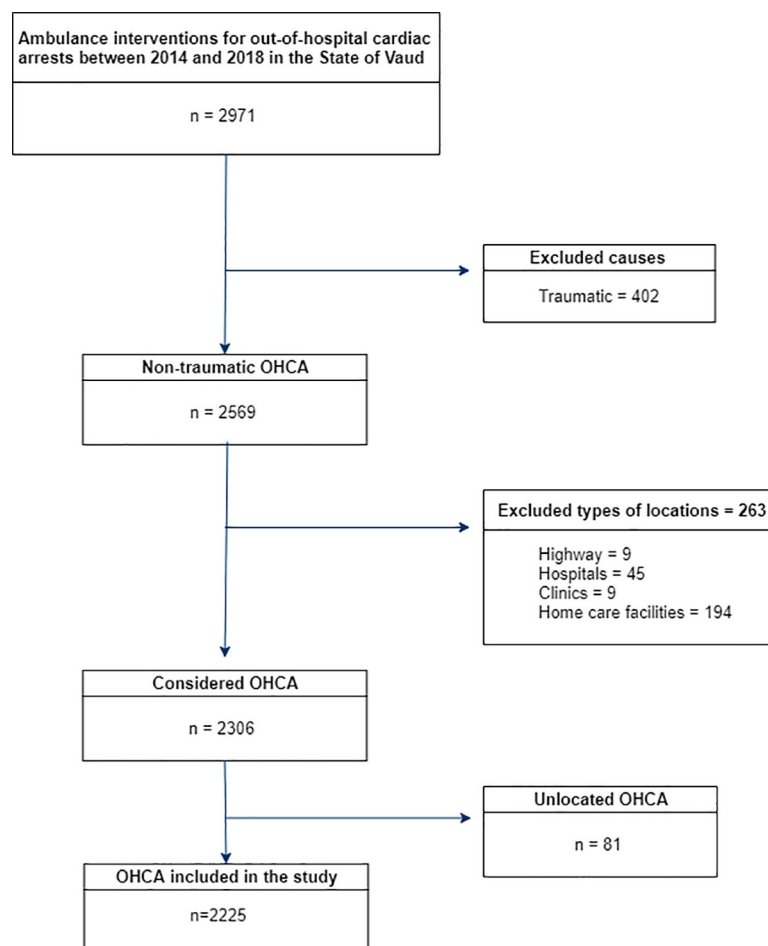 Ambulance interventions for out-of-hospital cardiac
arrests between 2014 and 2018 in the State of Vaud
n = 2971
Excluded causes
Traumatic = 402
Non-traumatic OHCA
n = 2569
Excluded types of locations = 263
Highway = 9
Hospitals = 45
Clinics = 9
Home care facilities = 194
Considered OHCA
n = 2306
Unlocated OHCA
n = 81
OHCA included in the study
n=2225